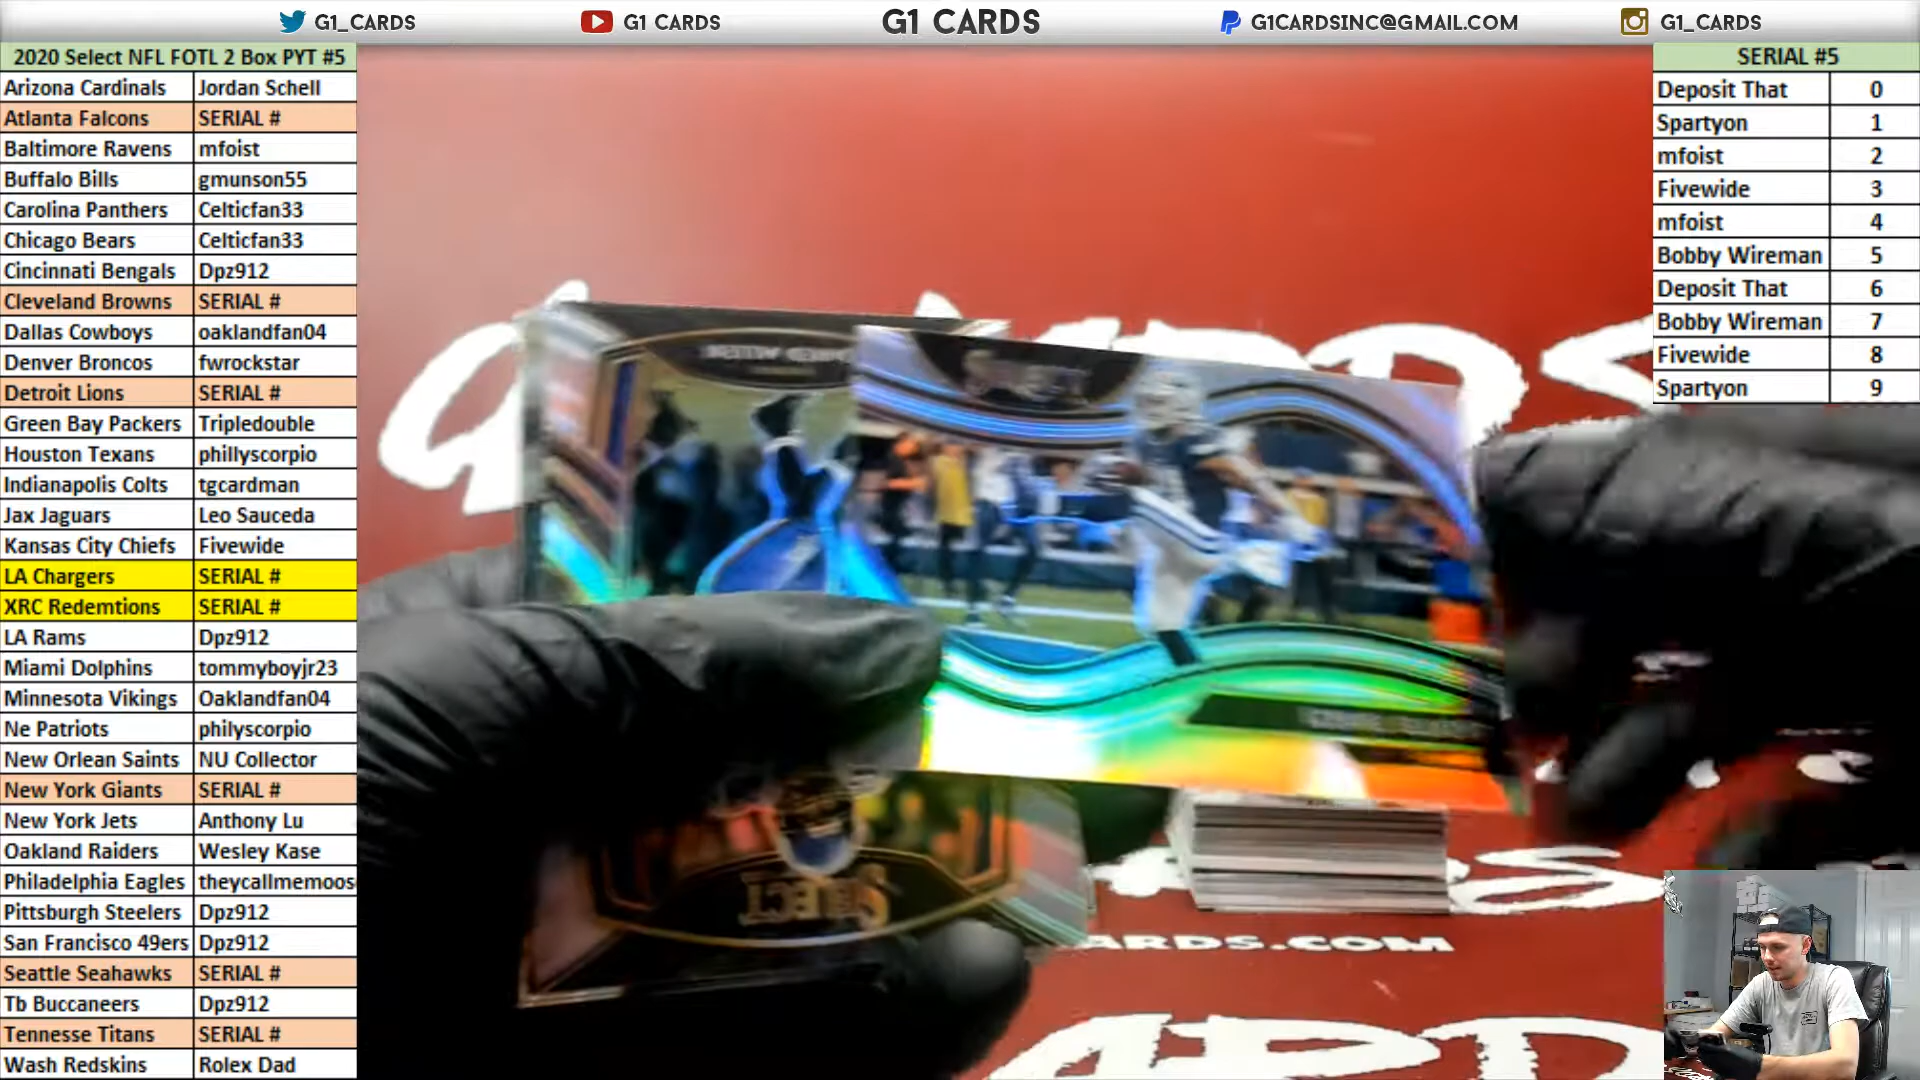 G1_CARDS G1 CARDS G1 CARDS G1CARDSINC@GMAIL.COM G1_CARDS
2020 Select NFL FOTL 2 Box PYT #5
Arizona Cardinals Jordan Schell
Atlanta Falcons SERIAL #
Baltimore Ravens mfoist
Buffalo Bills gmunson55
Carolina Panthers Celticfan33
Chicago Bears Celticfan33
Cincinnati Bengals Dpz912
Cleveland Browns SERIAL #
Dallas Cowboys oaklandfan04
Denver Broncos fwrockstar
Detroit Lions SERIAL #
Green Bay Packers Tripledouble
Houston Texans phillyscorpio
Indianapolis Colts tgcardman
Jax Jaguars Leo Sauceda
Kansas City Chiefs Fivewide
LA Chargers SERIAL #
XRC Redemtions SERIAL #
LA Rams Dpz912
Miami Dolphins tommyboyjr23
Minnesota Vikings Oaklandfan04
Ne Patriots philyscorpio
New Orlean Saints NU Collector
New York Giants SERIAL #
New York Jets Anthony Lu
Oakland Raiders Wesley Kase
Philadelphia Eagles theycallmemoos
Pittsburgh Steelers Dpz912
San Francisco 49ers Dpz912
Seattle Seahawks SERIAL #
Tb Buccaneers Dpz912
Tennesse Titans SERIAL #
Wash Redskins Rolex Dad
SERIAL #5
Deposit That 0
Spartyon 1
mfoist 2
Fivewide 3
mfoist 4
Bobby Wireman 5
Deposit That 6
Bobby Wireman 7
Fivewide 8
Spartyon 9
SELECT
ARDS.COM